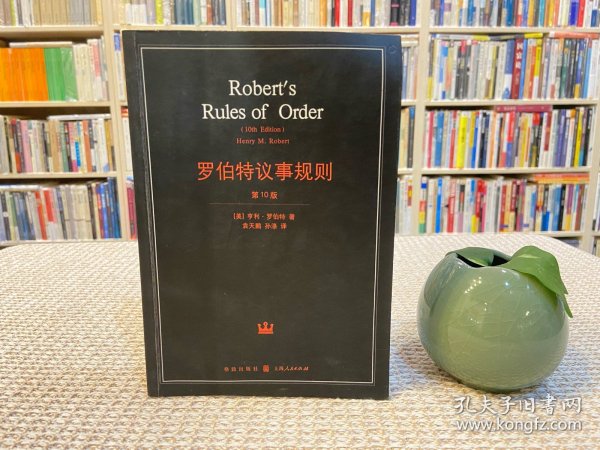 Robert's
Rules of Order
(10th Edition)
Henry M. Robert
罗伯特议事规则
第10版
[美] 亨利·罗伯特 著
袁天鹏 孙涤 译
格致出版社 上海人民出版社
孔夫子旧书网
www.kongfz.com